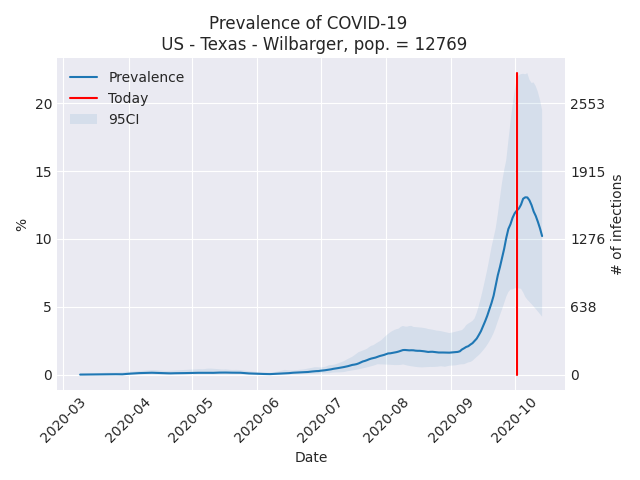 Prevalence of COVID-19
US - Texas - Wilbarger, pop. = 12769
Prevalence
Today
95CI
20
15
10
5
0
%
2553
1915
1276
638
0
# of infections
2020-03
2020-04
2020-05
2020-06
2020-07
2020-08
2020-09
2020-10
Date